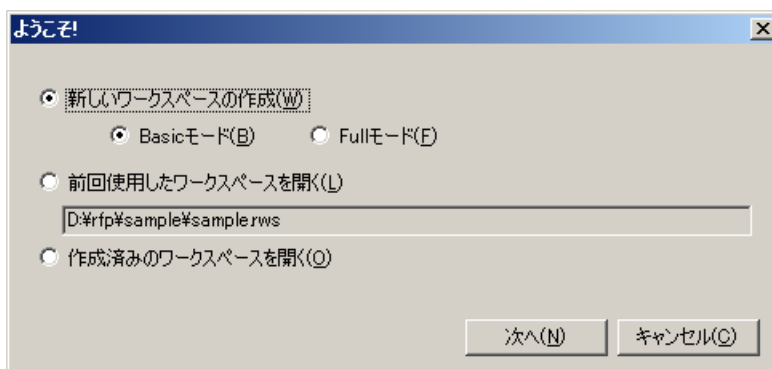 ようこそ!
新しいワークスペースの作成(W)
Basicモード(B) Fullモード(F)
前回使用したワークスペースを開く(L)
D:¥rfp¥sample¥sample.rws
作成済みのワークスペースを開く(O)
次へ(N) キャンセル(C)